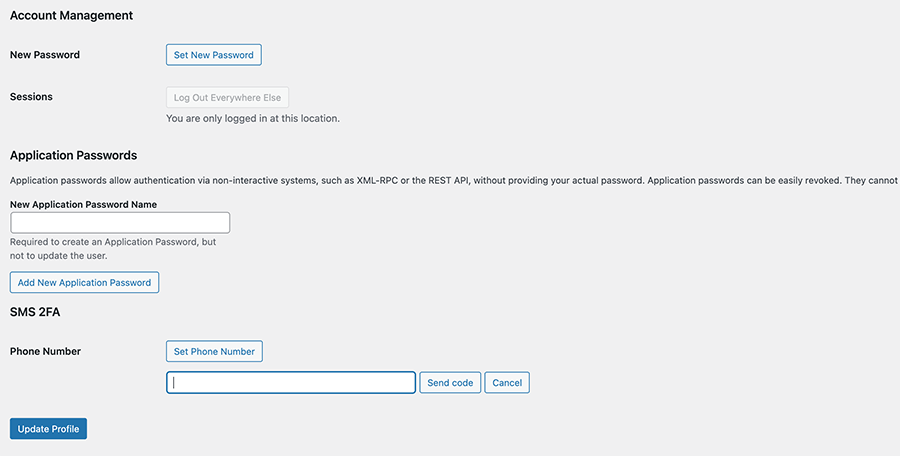 Account Management
New Password
Set New Password
Sessions
Log Out Everywhere Else
You are only logged in at this location.
Application Passwords
Application passwords allow authentication via non-interactive systems, such as XML-RPC or the REST API, without providing your actual password. Application passwords can be easily revoked. They cannot
New Application Password Name
Required to create an Application Password, but
not to update the user.
Add New Application Password
SMS 2FA
Phone Number
Set Phone Number
Send code
Cancel
Update Profile